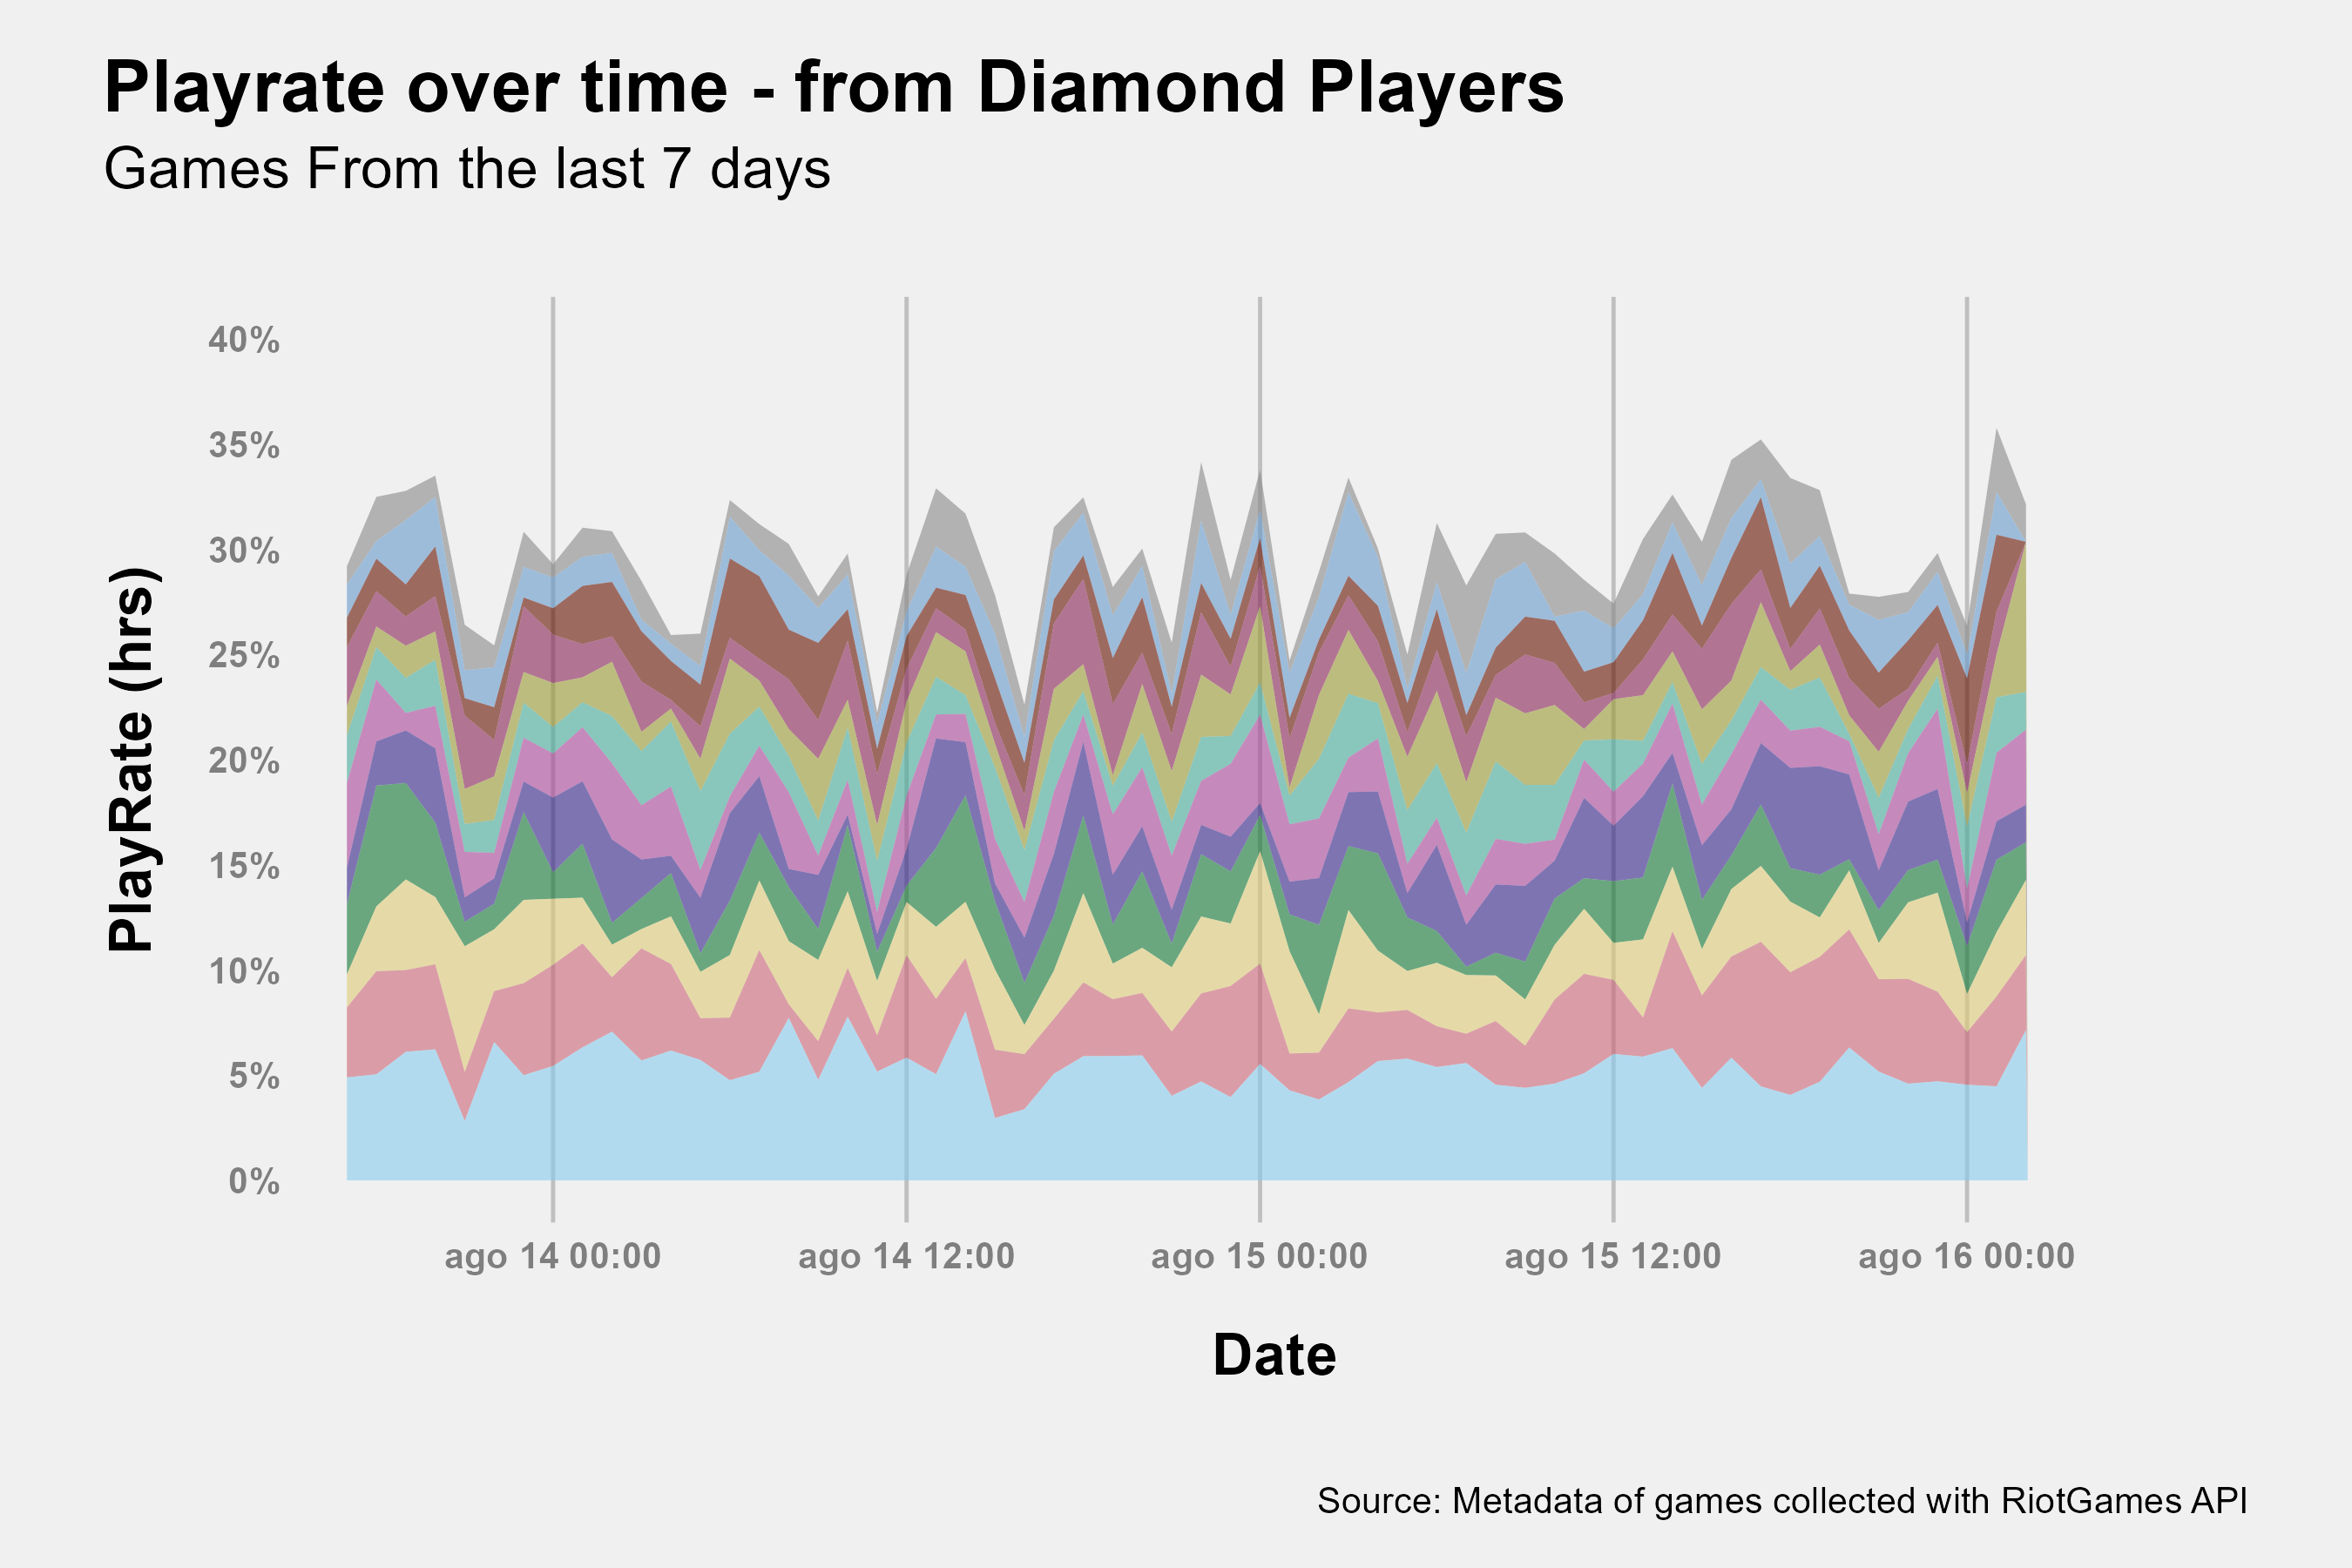 Playrate over time - from Diamond Players
Games From the last 7 days
PlayRate (hrs)
40%
35%
30%
25%
20%
15%
10%
5%
0%
ago 14 00:00
ago 14 12:00
ago 15 00:00
ago 15 12:00
ago 16 00:00
Date
Source: Metadata of games collected with RiotGames API